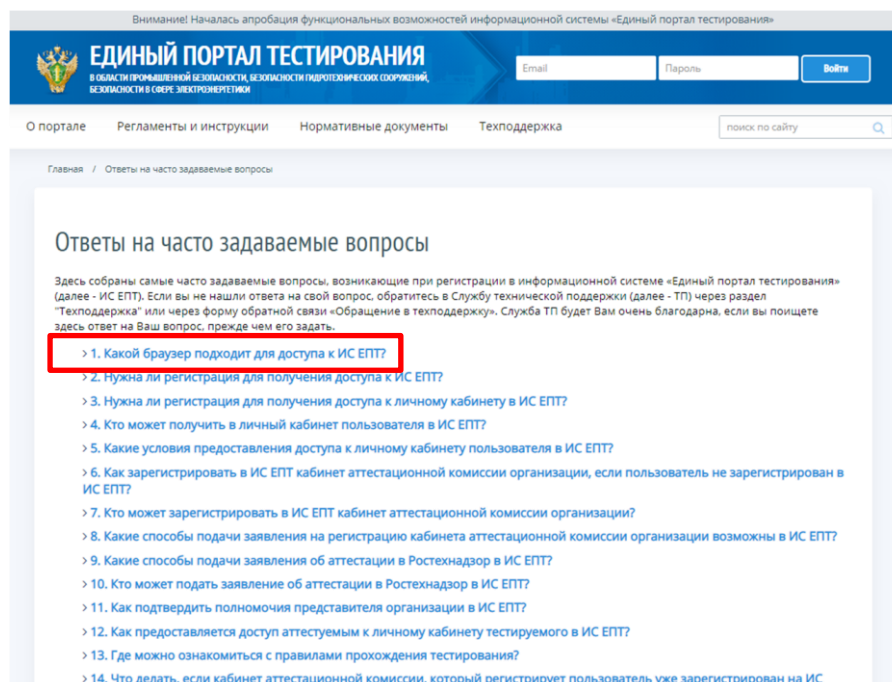 Внимание! Началась апробация функциональных возможностей информационной системы «Единый портал тестирования»
ЕДИНЫЙ ПОРТАЛ ТЕСТИРОВАНИЯ
В ОБЛАСТИ ПРОМЫШЛЕННОЙ БЕЗОПАСНОСТИ, БЕЗОПАСНОСТИ ГИДРОТЕХНИЧЕСКИХ СООРУЖЕНИЙ,
БЕЗОПАСНОСТИ В СФЕРЕ ЭЛЕКТРОЭНЕРГЕТИКИ
Email Пароль Войти
О портале Регламенты и инструкции Нормативные документы Техподдержка поиск по сайту
Главная / Ответы на часто задаваемые вопросы
Ответы на часто задаваемые вопросы
Здесь собраны самые часто задаваемые вопросы, возникающие при регистрации в информационной системе «Единый портал тестирования»
(далее - ИС ЕПТ). Если вы не нашли ответа на свой вопрос, обратитесь в Службу технической поддержки (далее - ТП) через раздел
"Техподдержка" или через форму обратной связи «Обращение в техподдержку». Служба ТП будет Вам очень благодарна, если вы поищете
здесь ответ на Ваш вопрос, прежде чем его задать.
> 1. Какой браузер подходит для доступа к ИС ЕПТ?
> 2. Нужна ли регистрация для получения доступа к ИС ЕПТ?
> 3. Нужна ли регистрация для получения доступа к личному кабинету в ИС ЕПТ?
> 4. Кто может получить в личный кабинет пользователя в ИС ЕПТ?
> 5. Какие условия предоставления доступа к личному кабинету пользователя в ИС ЕПТ?
> 6. Как зарегистрировать в ИС ЕПТ кабинет аттестационной комиссии организации, если пользователь не зарегистрирован в
ИС ЕПТ?
> 7. Кто может зарегистрировать в ИС ЕПТ кабинет аттестационной комиссии организации?
> 8. Какие способы подачи заявления на регистрацию кабинета аттестационной комиссии организации возможны в ИС ЕПТ?
> 9. Какие способы подачи заявления об аттестации в Ростехнадзор в ИС ЕПТ?
> 10. Кто может подать заявление об аттестации в Ростехнадзор в ИС ЕПТ?
> 11. Как подтвердить полномочия представителя организации в ИС ЕПТ?
> 12. Как предоставляется доступ аттестуемым к личному кабинету тестируемого в ИС ЕПТ?
> 13. Где можно ознакомиться с правилами прохождения тестирования?
> 14. Что делать, если кабинет аттестационной комиссии, который регистрирует пользователь уже зарегистрирован на ИС